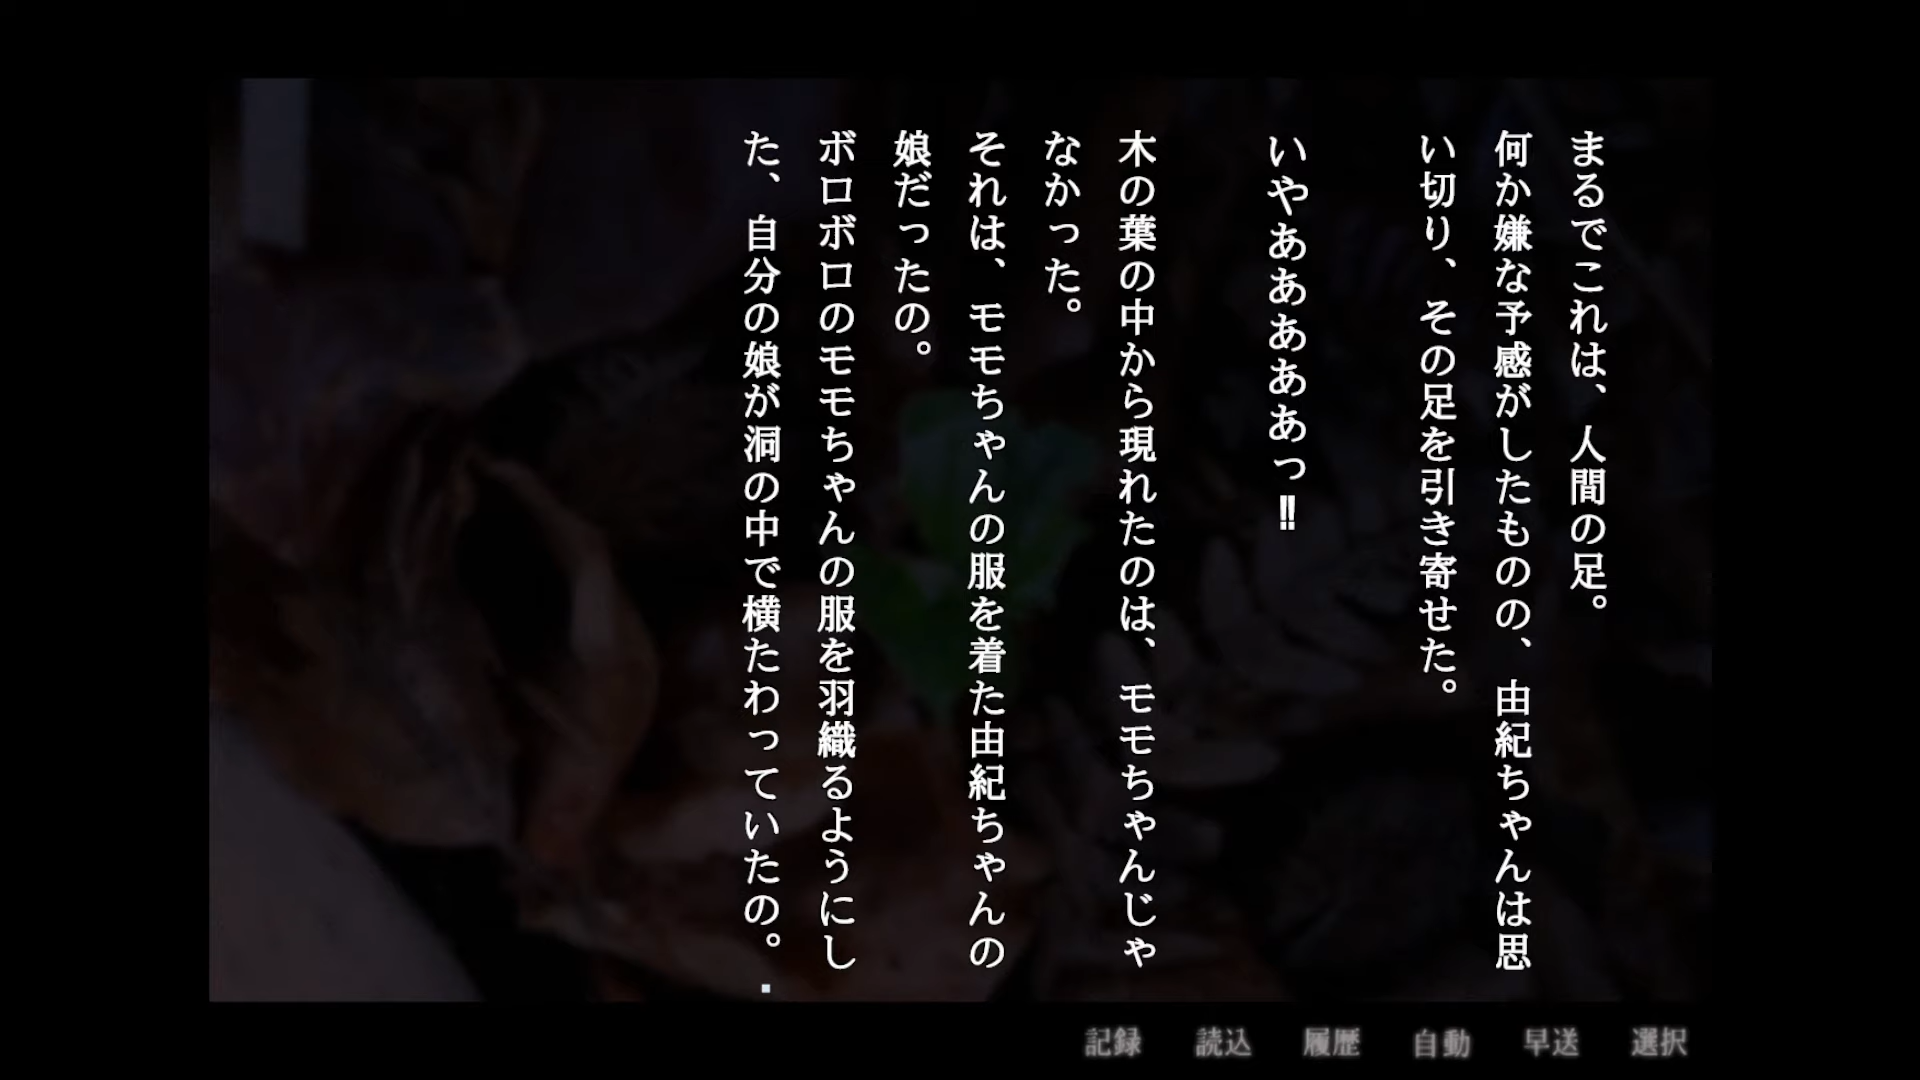 まるでこれは、人間の足。
何か嫌な予感がしたものの、由紀ちゃんは思
い切り、その足を引き寄せた。
いやああああああっ‼
木の葉の中から現れたのは、モモちゃんじゃ
なかった。
それは、モモちゃんの服を着た由紀ちゃんの
娘だったの。
ボロボロのモモちゃんの服を羽織るようにし
た、自分の娘が洞の中で横たわっていたの。
記録 読込 履歴 自動 早送 選択